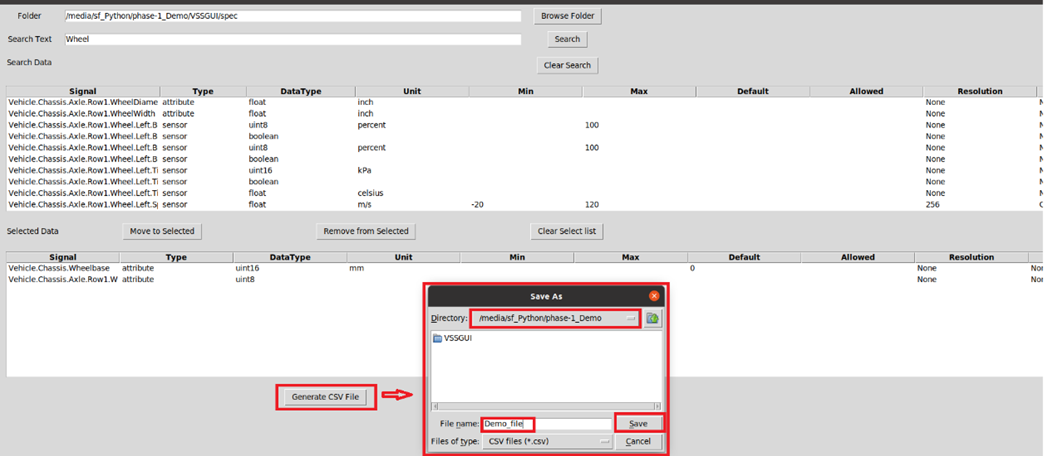 Folder /media/sf_Python/phase-1_Demo/VSSGUI/spec Browse Folder
Search Text Wheel Search
Search Data Clear Search
Signal Type DataType Unit Min Max Default Allowed Resolution
Vehicle.Chassis.Axle.Row1.WheelDiame attribute float inch None
Vehicle.Chassis.Axle.Row1.WheelWidth attribute float inch None
Vehicle.Chassis.Axle.Row1.Wheel.Left.B sensor uint8 percent 100 None
Vehicle.Chassis.Axle.Row1.Wheel.Left.B sensor boolean None
Vehicle.Chassis.Axle.Row1.Wheel.Left.B sensor uint8 percent 100 None
Vehicle.Chassis.Axle.Row1.Wheel.Left.B sensor boolean None
Vehicle.Chassis.Axle.Row1.Wheel.Left.Ti sensor uint16 kPa None
Vehicle.Chassis.Axle.Row1.Wheel.Left.Ti sensor boolean None
Vehicle.Chassis.Axle.Row1.Wheel.Left.Ti sensor float celsius None
Vehicle.Chassis.Axle.Row1.Wheel.Left.Sp sensor float m/s -20 120 256
Selected Data Move to Selected Remove from Selected Clear Select list
Signal Type DataType Unit Min Max Default Allowed Resolution
Vehicle.Chassis.Wheelbase attribute uint16 mm 0 None Nor
Vehicle.Chassis.Axle.Row1.W attribute uint8 None Nor
Save As
Directory: /media/sf_Python/phase-1_Demo
VSSGUI
Generate CSV File
File name: Demo_file Save
Files of type: CSV files (*.csv) Cancel